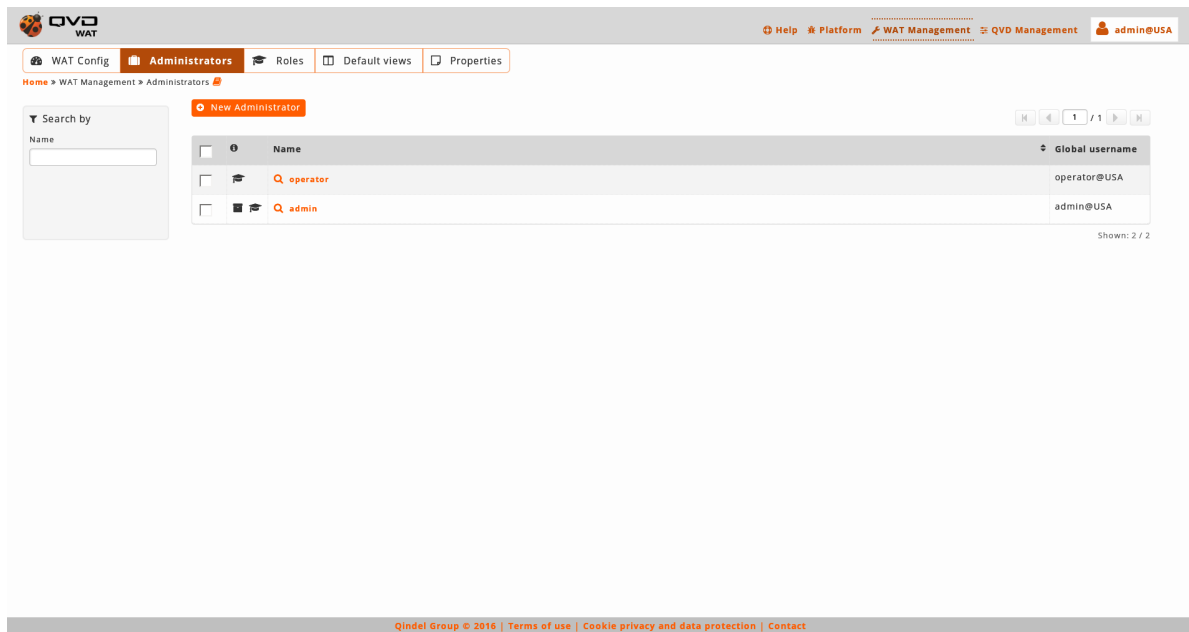 QVD
WAT
Help Platform WAT Management QVD Management admin@USA
WAT Config Administrators Roles Default views Properties
Home » WAT Management » Administrators
New Administrator
Search by
Name
1 / 1
Name Global username
operator operator@USA
admin admin@USA
Shown: 2 / 2
Qindel Group © 2016 | Terms of use | Cookie privacy and data protection | Contact